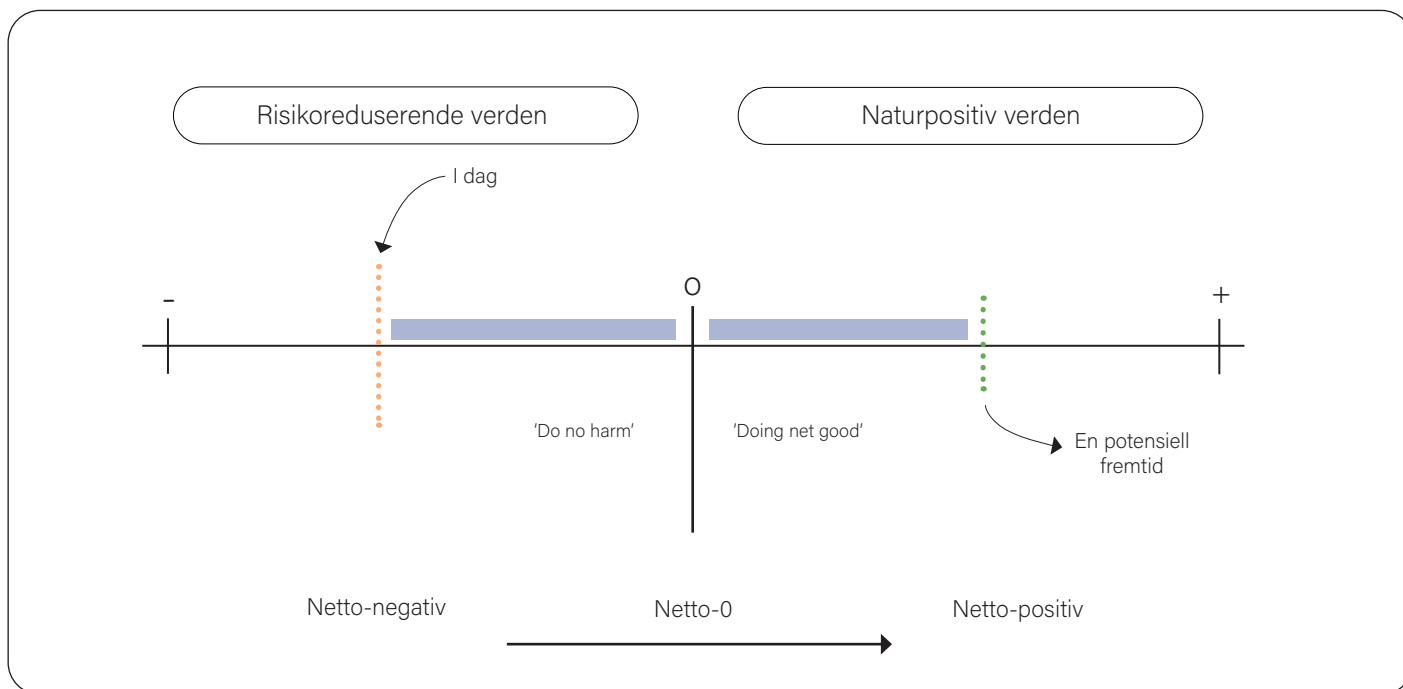 Risikoreduserende verden
Naturpositiv verden
I dag
-
O
+
'Do no harm'
'Doing net good'
En potensiell
fremtid
Netto-negativ
Netto-0
Netto-positiv